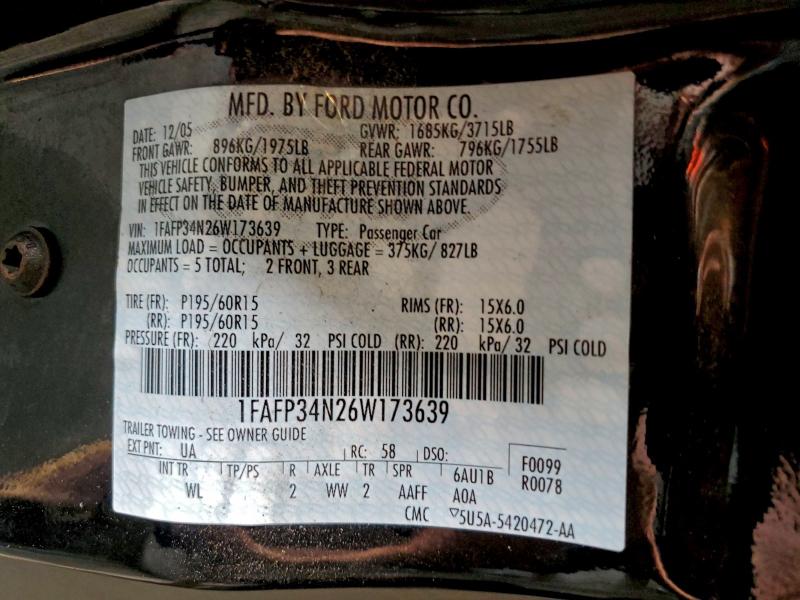 MFD. BY FORD MOTOR CO.
DATE: 12/05 GVWR: 1685KG/3715LB
FRONT GAWR: 896KG/1975LB REAR GAWR: 796KG/1755LB
THIS VEHICLE CONFORMS TO ALL APPLICABLE FEDERAL MOTOR
VEHICLE SAFETY, BUMPER, AND THEFT PREVENTION STANDARDS
IN EFFECT ON THE DATE OF MANUFACTURE SHOWN ABOVE.
VIN: 1FAFP34N26W173639 TYPE: Passenger Car
MAXIMUM LOAD = OCCUPANTS + LUGGAGE = 375KG/ 827LB
OCCUPANTS = 5 TOTAL; 2 FRONT, 3 REAR
TIRE (FR): P195/60R15 RIMS (FR): 15X6.0
(RR): P195/60R15 (RR): 15X6.0
PRESSURE (FR): 220 kPa/ 32 PSI COLD (RR): 220 kPa/ 32 PSI COLD
1FAFP34N26W173639
TRAILER TOWING - SEE OWNER GUIDE
EXT PNT: UA RC: 58 DSO: F0099
INT TR TP/PS R AXLE TR SPR 6AU1B R0078
WL 2 WW 2 AAFF A0A
CMC ▽5U5A-5420472-AA